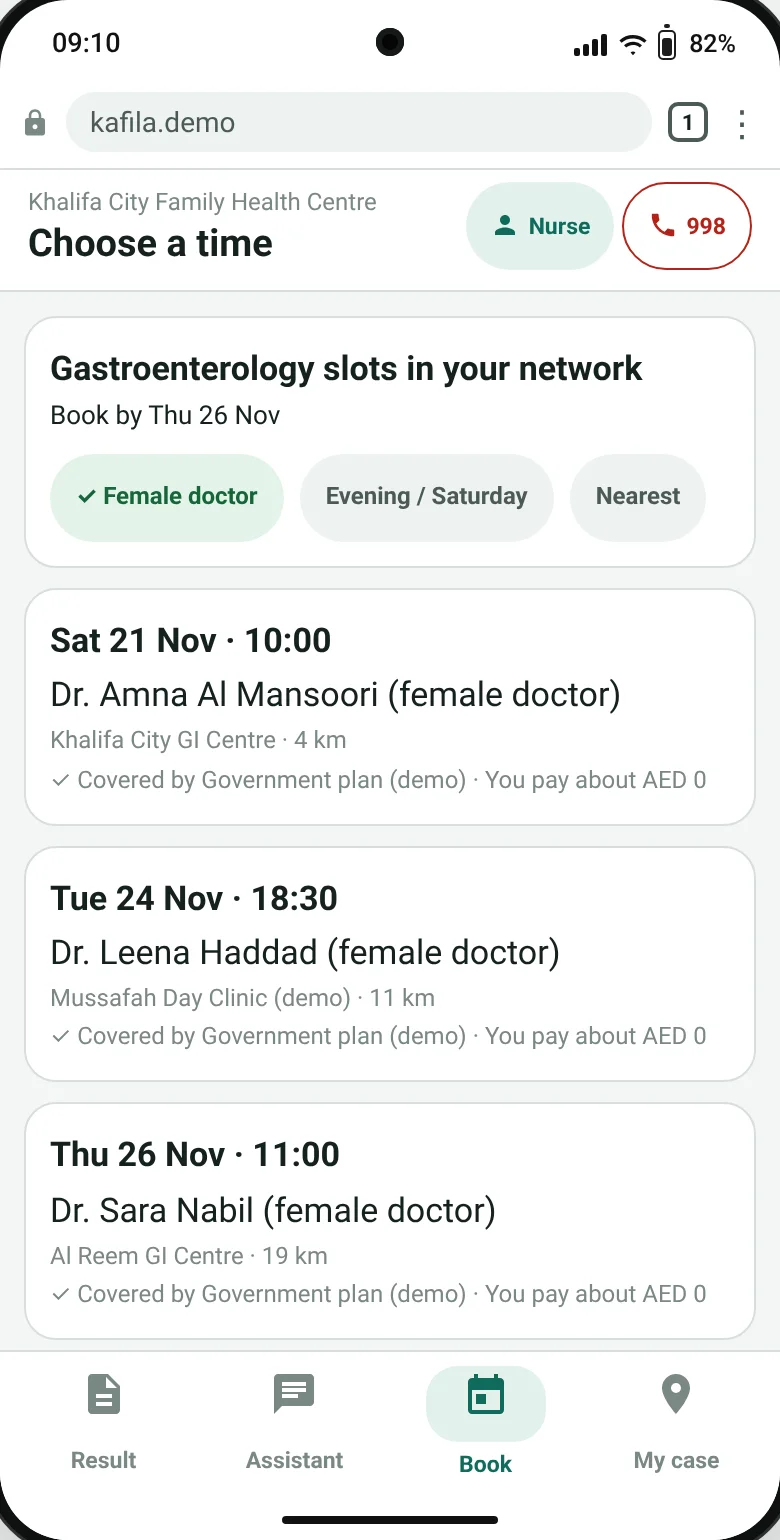 09:10
82%
kafila.demo
1
Khalifa City Family Health Centre
Choose a time
Nurse
998
Gastroenterology slots in your network
Book by Thu 26 Nov
✓ Female doctor
Evening / Saturday
Nearest
Sat 21 Nov · 10:00
Dr. Amna Al Mansoori (female doctor)
Khalifa City GI Centre · 4 km
✓ Covered by Government plan (demo) · You pay about AED 0
Tue 24 Nov · 18:30
Dr. Leena Haddad (female doctor)
Mussafah Day Clinic (demo) · 11 km
✓ Covered by Government plan (demo) · You pay about AED 0
Thu 26 Nov · 11:00
Dr. Sara Nabil (female doctor)
Al Reem GI Centre · 19 km
✓ Covered by Government plan (demo) · You pay about AED 0
Result
Assistant
Book
My case